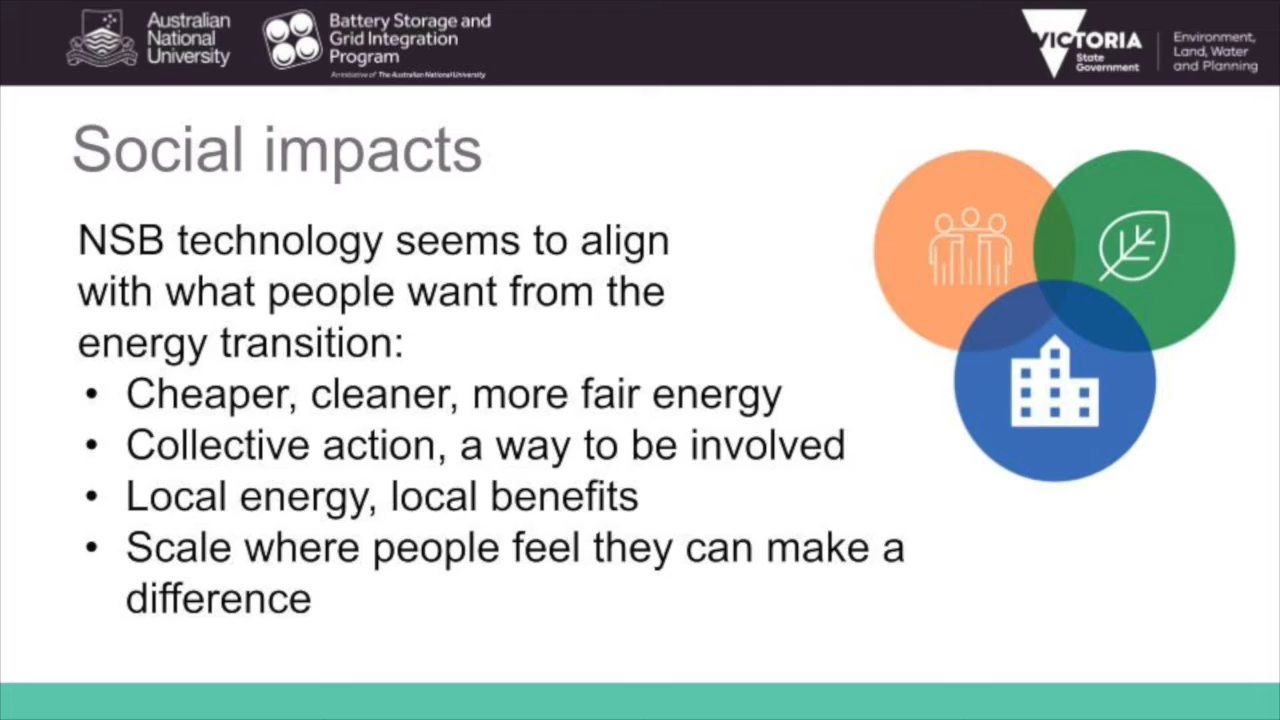 Australian
National
University
Battery Storage and
Grid Integration
Program
An initiative of The Australian National University
VICTORIA
State
Government
Environment,
Land, Water
and Planning
Social impacts
NSB technology seems to align
with what people want from the
energy transition:
• Cheaper, cleaner, more fair energy
• Collective action, a way to be involved
• Local energy, local benefits
• Scale where people feel they can make a
difference